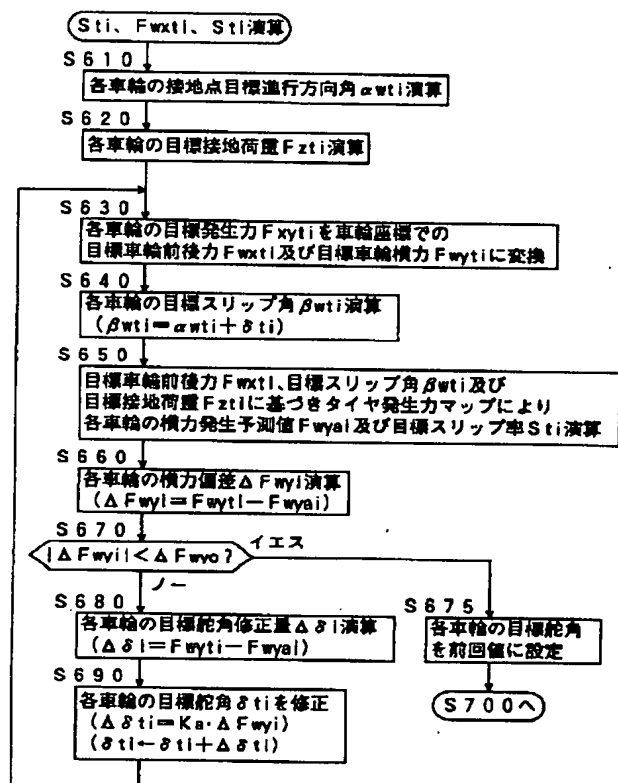 Sti、Fwxti、Sti演算
S610
各車輪の接地点目標進行方向角αwti演算
S620
各車輪の目標接地荷重Fzti演算
S630
各車輪の目標発生力Fxytiを車輪座標での
目標車輪前後力Fwxti及び目標車輪横力Fwytiに変換
S640
各車輪の目標スリップ角βwti演算
(βwti=αwti+δti)
S650
目標車輪前後力Fwxti、目標スリップ角βwti及び
目標接地荷重Fztiに基づきタイヤ発生力マップにより
各車輪の横力発生予測値Fwyai及び目標スリップ率Sti演算
S660
各車輪の横力偏差ΔFwyi演算
(ΔFwyi=Fwyti-Fwyai)
S670
|ΔFwyi|<ΔFwyo?
イエス
ノー
S680
各車輪の目標舵角修正量Δδi演算
(Δδi=Fwyti-Fwyai)
S675
各車輪の目標舵角
を前回値に設定
S690
各車輪の目標舵角δtiを修正
(Δδti=Ka·ΔFwyi)
(δti←δti+Δδti)
S700へ